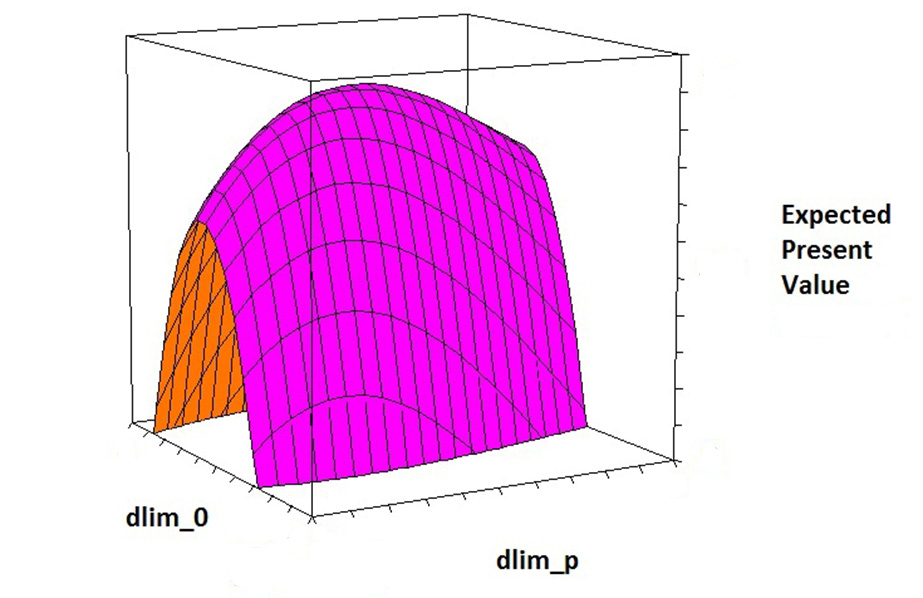 Expected
Present
Value
dlim_0
dlim_p